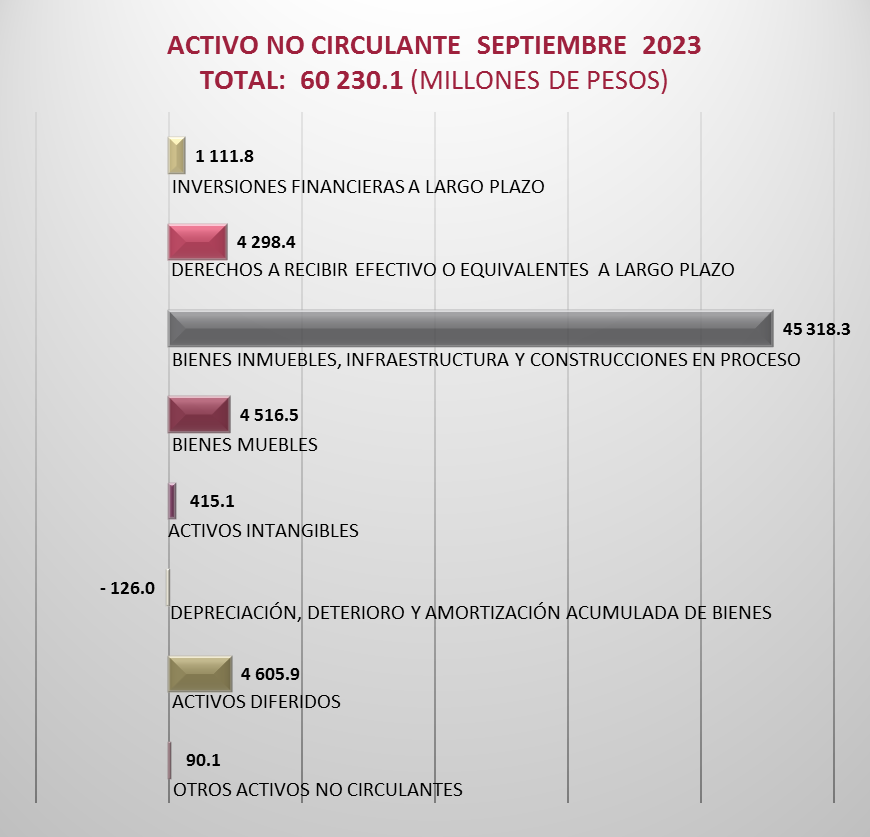 ACTIVO NO CIRCULANTE SEPTIEMBRE 2023
TOTAL: 60 230.1 (MILLONES DE PESOS)
1 111.8
INVERSIONES FINANCIERAS A LARGO PLAZO
4 298.4
DERECHOS A RECIBIR EFECTIVO O EQUIVALENTES A LARGO PLAZO
45 318.3
BIENES INMUEBLES, INFRAESTRUCTURA Y CONSTRUCCIONES EN PROCESO
4 516.5
BIENES MUEBLES
415.1
ACTIVOS INTANGIBLES
- 126.0
DEPRECIACIÓN, DETERIORO Y AMORTIZACIÓN ACUMULADA DE BIENES
4 605.9
ACTIVOS DIFERIDOS
90.1
OTROS ACTIVOS NO CIRCULANTES